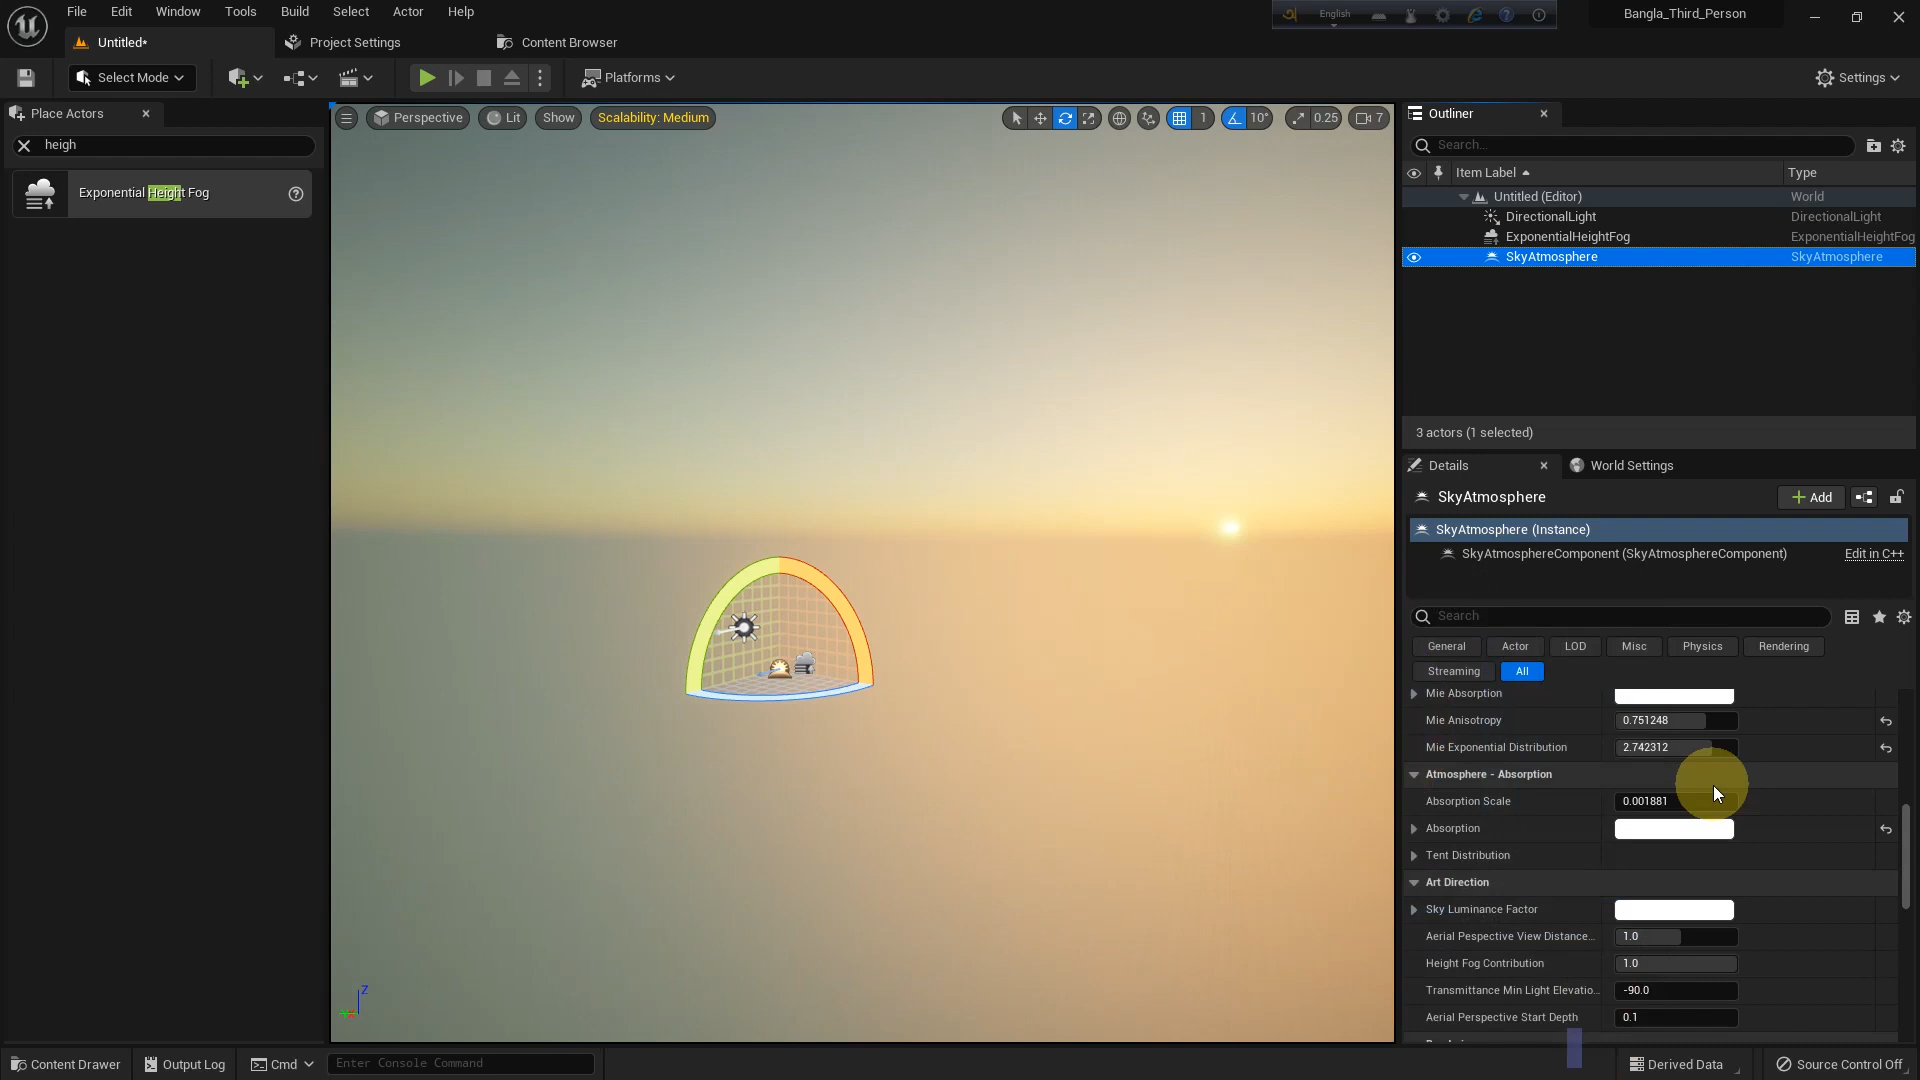 File Edit Window Tools Build Select Actor Help
English
Bangla_Third_Person
Untitled*
Project Settings
Content Browser
Select Mode
Platforms
Settings
Place Actors
heigh
Exponential Height Fog
Perspective
Lit
Show
Scalability: Medium
1
10°
0.25
7
Z
Outliner
Search...
Item Label
Type
Untitled (Editor) World
DirectionalLight DirectionalLight
ExponentialHeightFog ExponentialHeightFog
SkyAtmosphere SkyAtmosphere
3 actors (1 selected)
Details
World Settings
SkyAtmosphere
Add
SkyAtmosphere (Instance)
SkyAtmosphereComponent (SkyAtmosphereComponent) Edit in C++
Search
General Actor LOD Misc Physics Rendering
Streaming All
Mie Absorption
Mie Anisotropy 0.751248
Mie Exponential Distribution 2.742312
Atmosphere - Absorption
Absorption Scale 0.001881
Absorption
Tent Distribution
Art Direction
Sky Luminance Factor
Aerial Pespective View Distance... 1.0
Height Fog Contribution 1.0
Transmittance Min Light Elevatio... -90.0
Aerial Perspective Start Depth 0.1
Content Drawer
Output Log
Cmd
Enter Console Command
Derived Data
Source Control Off